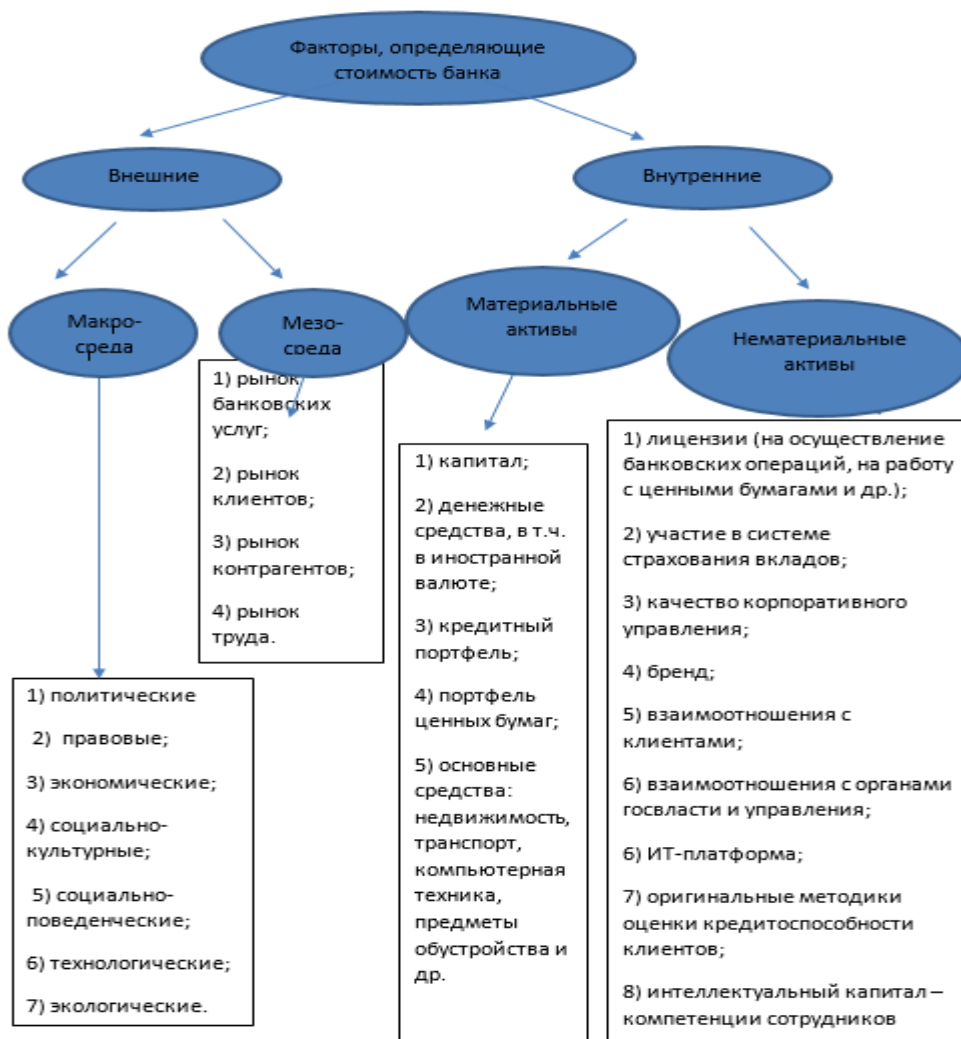 Факторы, определяющие
стоимость банка
Внешние
Внутренние
Макро-
среда
Мезо-
среда
Материальные
активы
Нематериальные
активы
1) рынок
банковских
услуг;
2) рынок
клиентов;
3) рынок
контрагентов;
4) рынок
труда.
1) капитал;
2) денежные
средства, в т.ч.
в иностранной
валюте;
3) кредитный
портфель;
4) портфель
ценных бумаг;
5) основные
средства:
недвижимость,
транспорт,
компьютерная
техника,
предметы
обустройства и
др.
1) лицензии (на осуществление
банковских операций, на работу
с ценными бумагами и др.);
2) участие в системе
страхования вкладов;
3) качество корпоративного
управления;
4) бренд;
5) взаимоотношения с
клиентами;
6) взаимоотношения с органами
госвласти и управления;
6) ИТ-платформа;
7) оригинальные методики
оценки кредитоспособности
клиентов;
8) интеллектуальный капитал –
компетенции сотрудников
1) политические
2) правовые;
3) экономические;
4) социально-
культурные;
5) социально-
поведенческие;
6) технологические;
7) экологические.